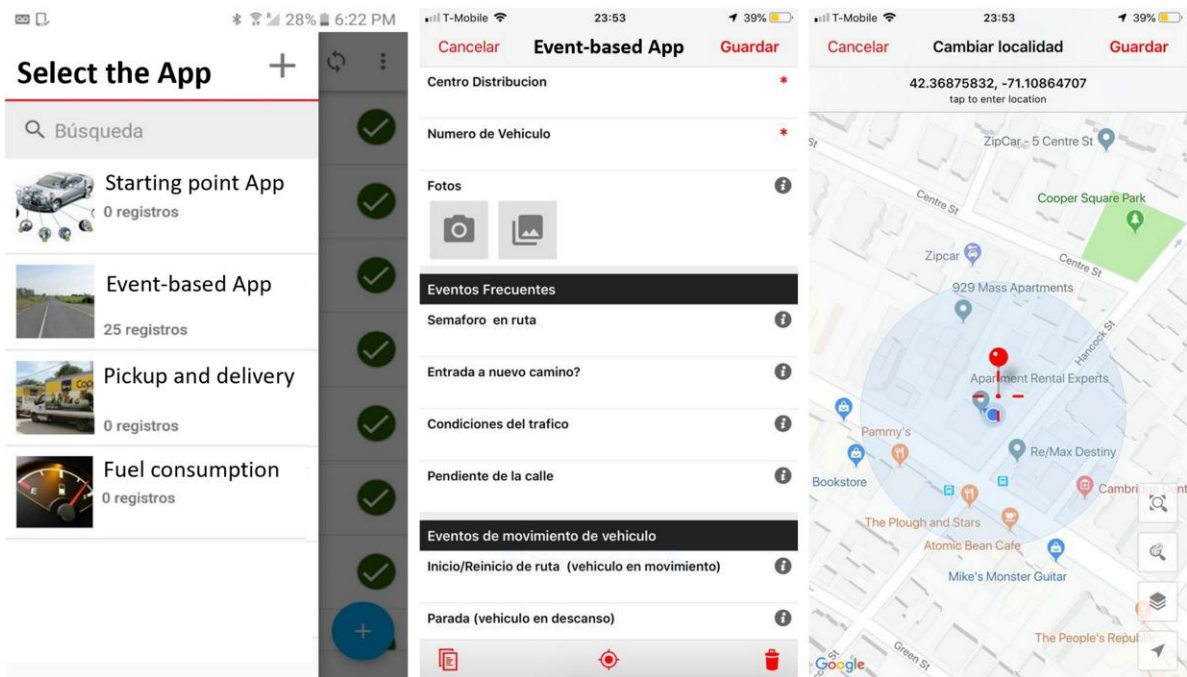 28% 6:22 PM
Select the App +
Búsqueda
Starting point App
0 registros
Event-based App
25 registros
Pickup and delivery
0 registros
Fuel consumption
0 registros
+
T-Mobile 23:53 39%
Cancelar Event-based App Guardar
Centro Distribucion *
Numero de Vehiculo *
Fotos
Eventos Frecuentes
Semaforo en ruta
Entrada a nuevo camino?
Condiciones del trafico
Pendiente de la calle
Eventos de movimiento de vehiculo
Inicio/Reinicio de ruta (vehiculo en movimiento)
Parada (vehiculo en descanso)
T-Mobile 23:53 39%
Cancelar Cambiar localidad Guardar
42.36875832, -71.10864707
tap to enter location
St
ZipCar - 5 Centre St
Centre St
Cooper Square Park
Zipcar
Centre St
929 Mass Apartments
Hancock St
Apartment Rental Experts
Pammy's
Re/Max Destiny
Bookstore
The Plough and Stars
Atomic Bean Cafe
Mike's Monster Guitar
The People's
Green St
Google